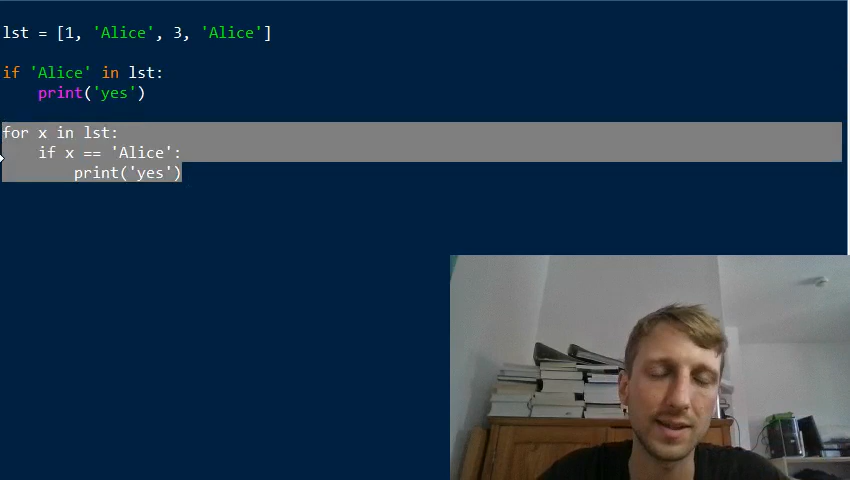 lst = [1, 'Alice', 3, 'Alice']
if 'Alice' in lst:
    print('yes')
for x in lst:
    if x == 'Alice':
        print('yes')